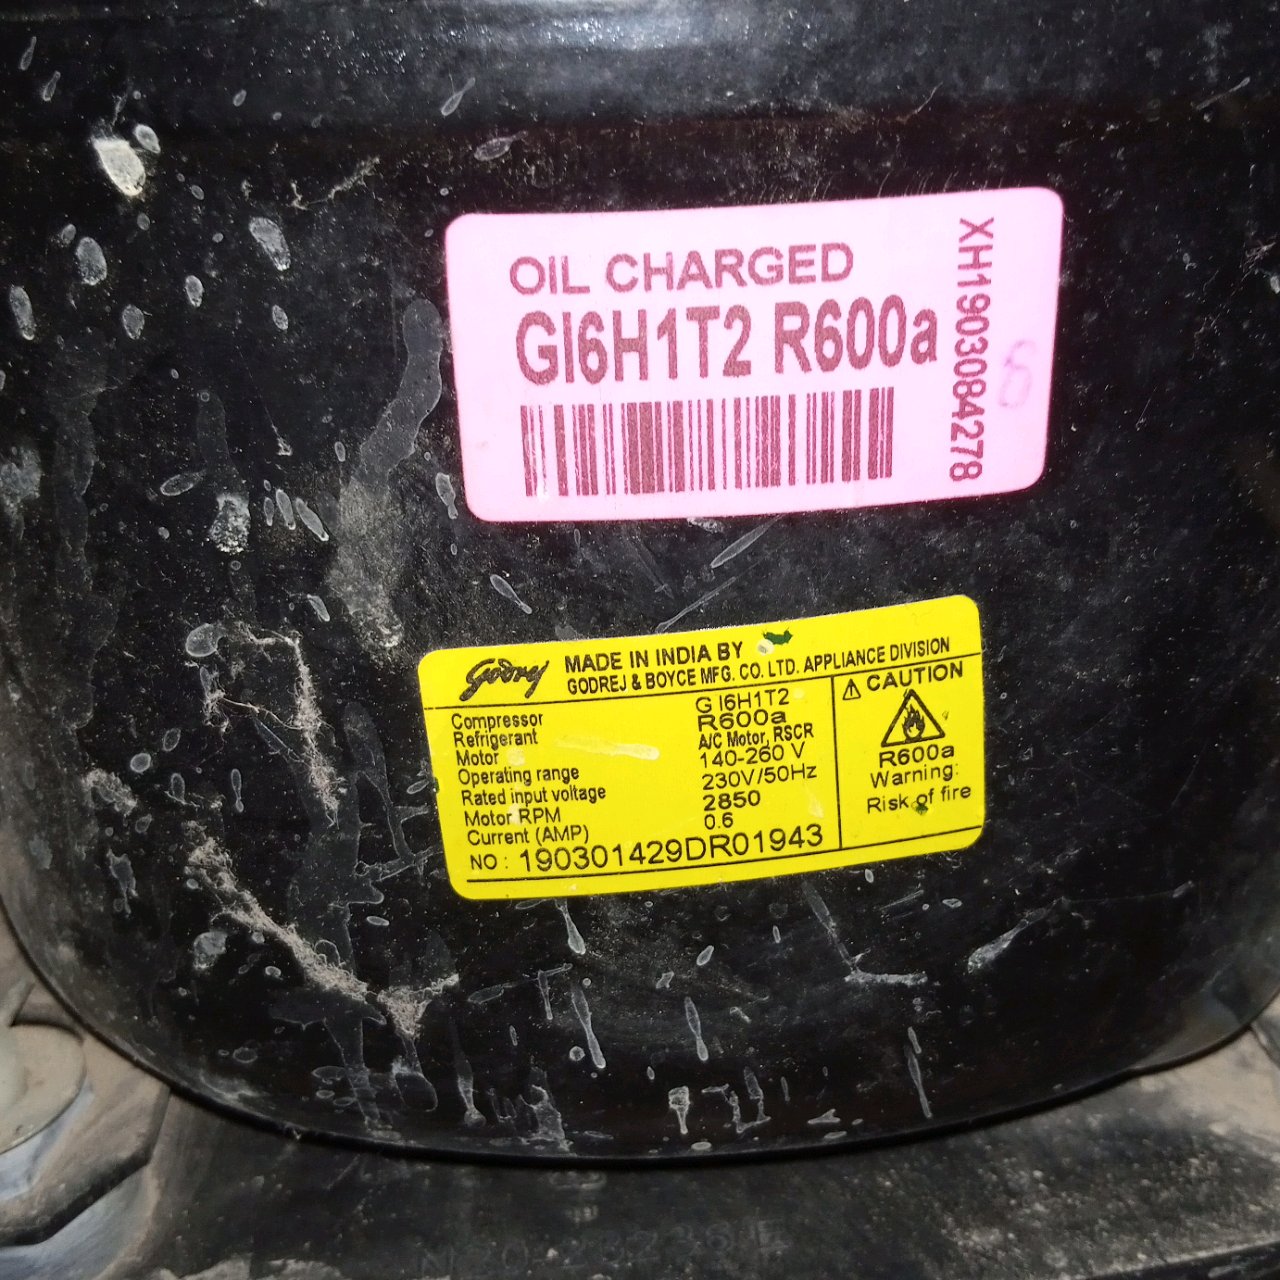 OIL CHARGED
GI6H1T2 R600a
XH1903084278
Godrej
MADE IN INDIA BY
GODREJ & BOYCE MFG. CO. LTD. APPLIANCE DIVISION
Compressor G I6H1T2
Refrigerant R600a
Motor A/C Motor, RSCR
Operating range 140-260 V
Rated input voltage 230V/50Hz
Motor RPM 2850
Current (AMP) 0.6
NO : 190301429DR01943
CAUTION
R600a
Warning:
Risk of fire